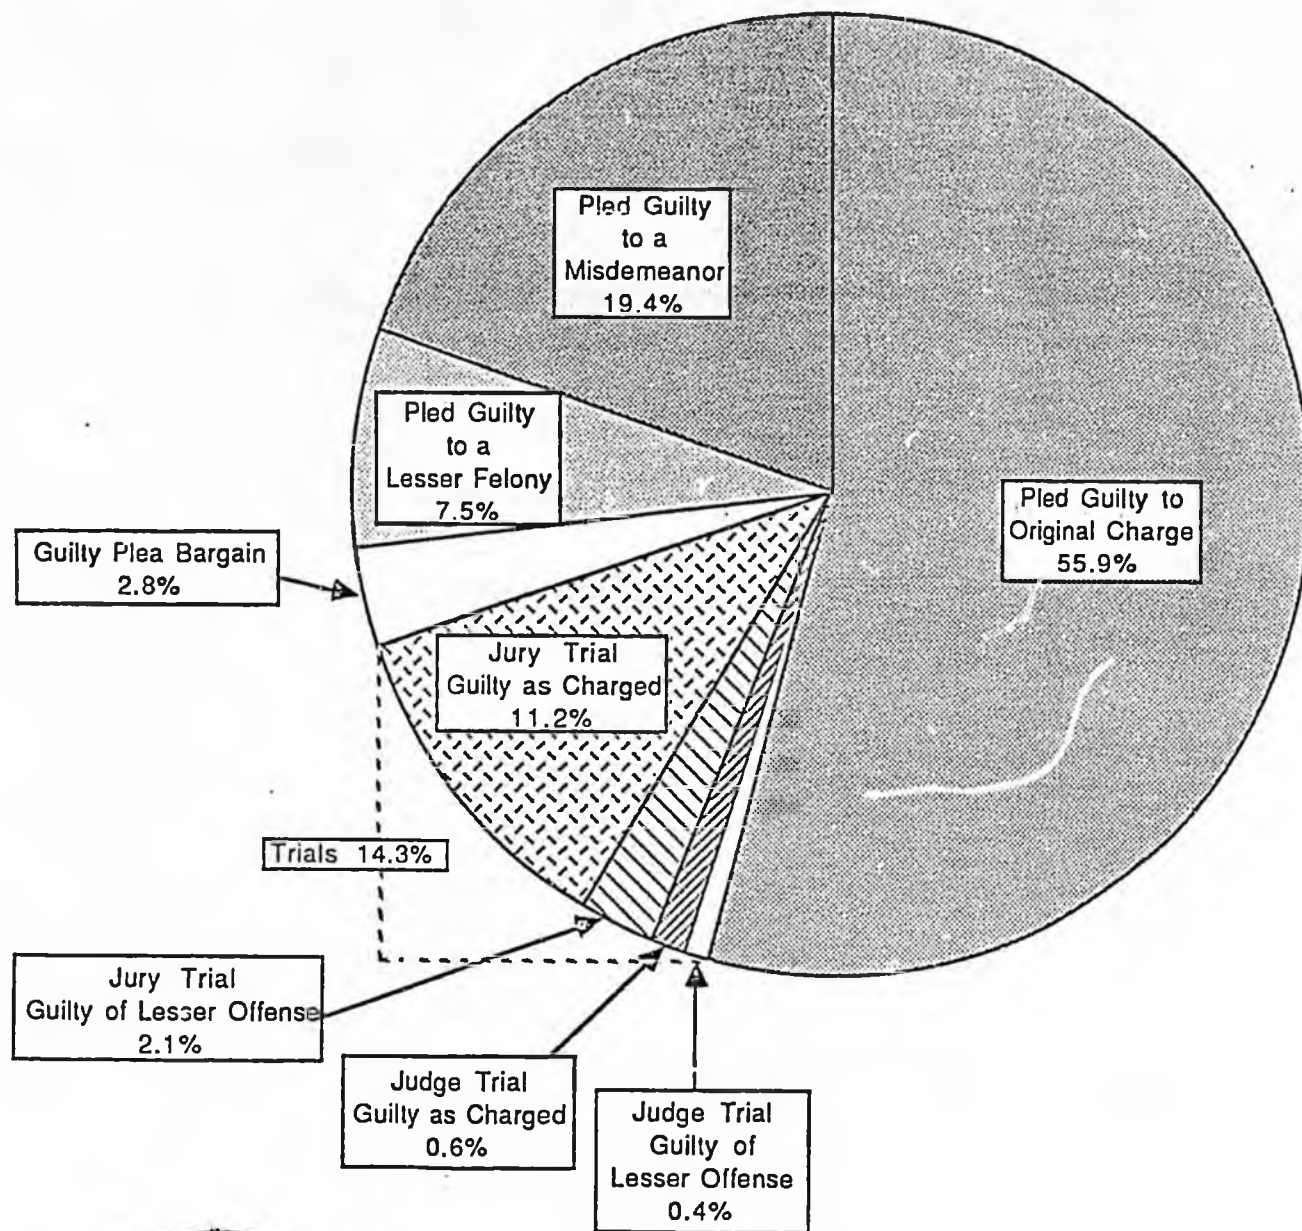 Pled Guilty
to a
Misdemeanor
19.4%
Pled Guilty
to a
Lesser Felony
7.5%
Pled Guilty to
Original Charge
55.9%
Guilty Plea Bargain
2.8%
Jury Trial
Guilty as Charged
11.2%
Trials 14.3%
Jury Trial
Guilty of Lesser Offense
2.1%
Judge Trial
Guilty as Charged
0.6%
Judge Trial
Guilty of
Lesser Offense
0.4%